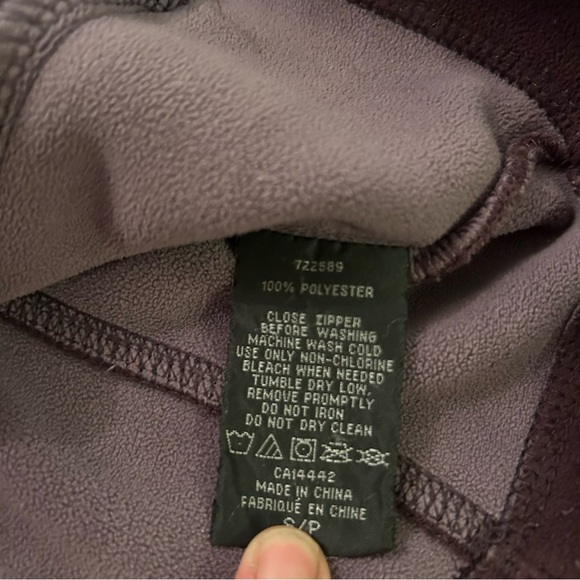 722589
100% POLYESTER
CLOSE ZIPPER
BEFORE WASHING
MACHINE WASH COLD
USE ONLY NON-CHLORINE
BLEACH WHEN NEEDED
TUMBLE DRY LOW,
REMOVE PROMPTLY
DO NOT IRON
DO NOT DRY CLEAN
CA14442
MADE IN CHINA
FABRIQUÉ EN CHINE
S/P